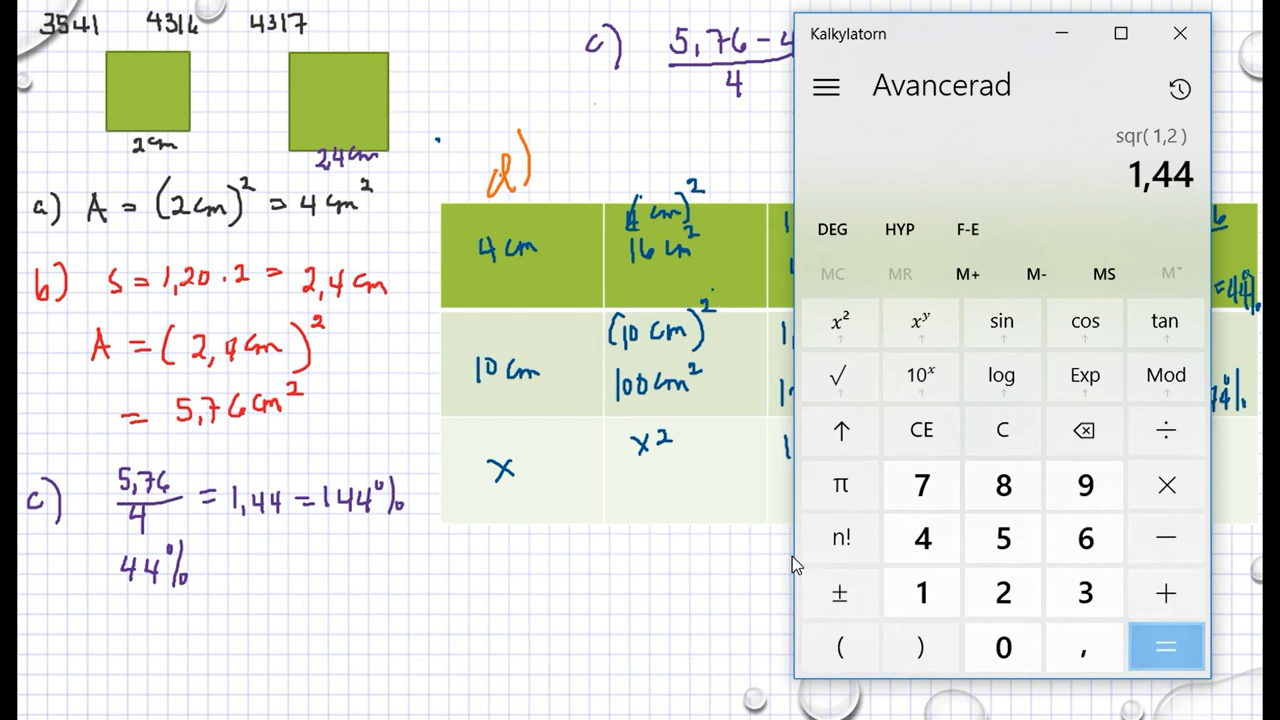 3541 4316 4317
2cm
2,4cm
a) A = (2cm)² = 4cm²
b) s = 1,20 · 2 = 2,4cm
A = (2,4cm)²
= 5,76cm²
c) 5,76/4 = 1,44 = 144%
44%
c) 5,76 - 4
4
d)
4 cm (4 cm)²
16 cm²
= 44%
10 cm (10 cm)²
100 cm²
x x2
Kalkylatorn
Avancerad
sqr( 1,2 )
1,44
DEG HYP F-E
MC MR M+ M- MS M˅
x² xʸ sin cos tan
√ 10ˣ log Exp Mod
↑ CE C ⌫ ÷
π 7 8 9 ×
n! 4 5 6 −
± 1 2 3 +
( ) 0 , =